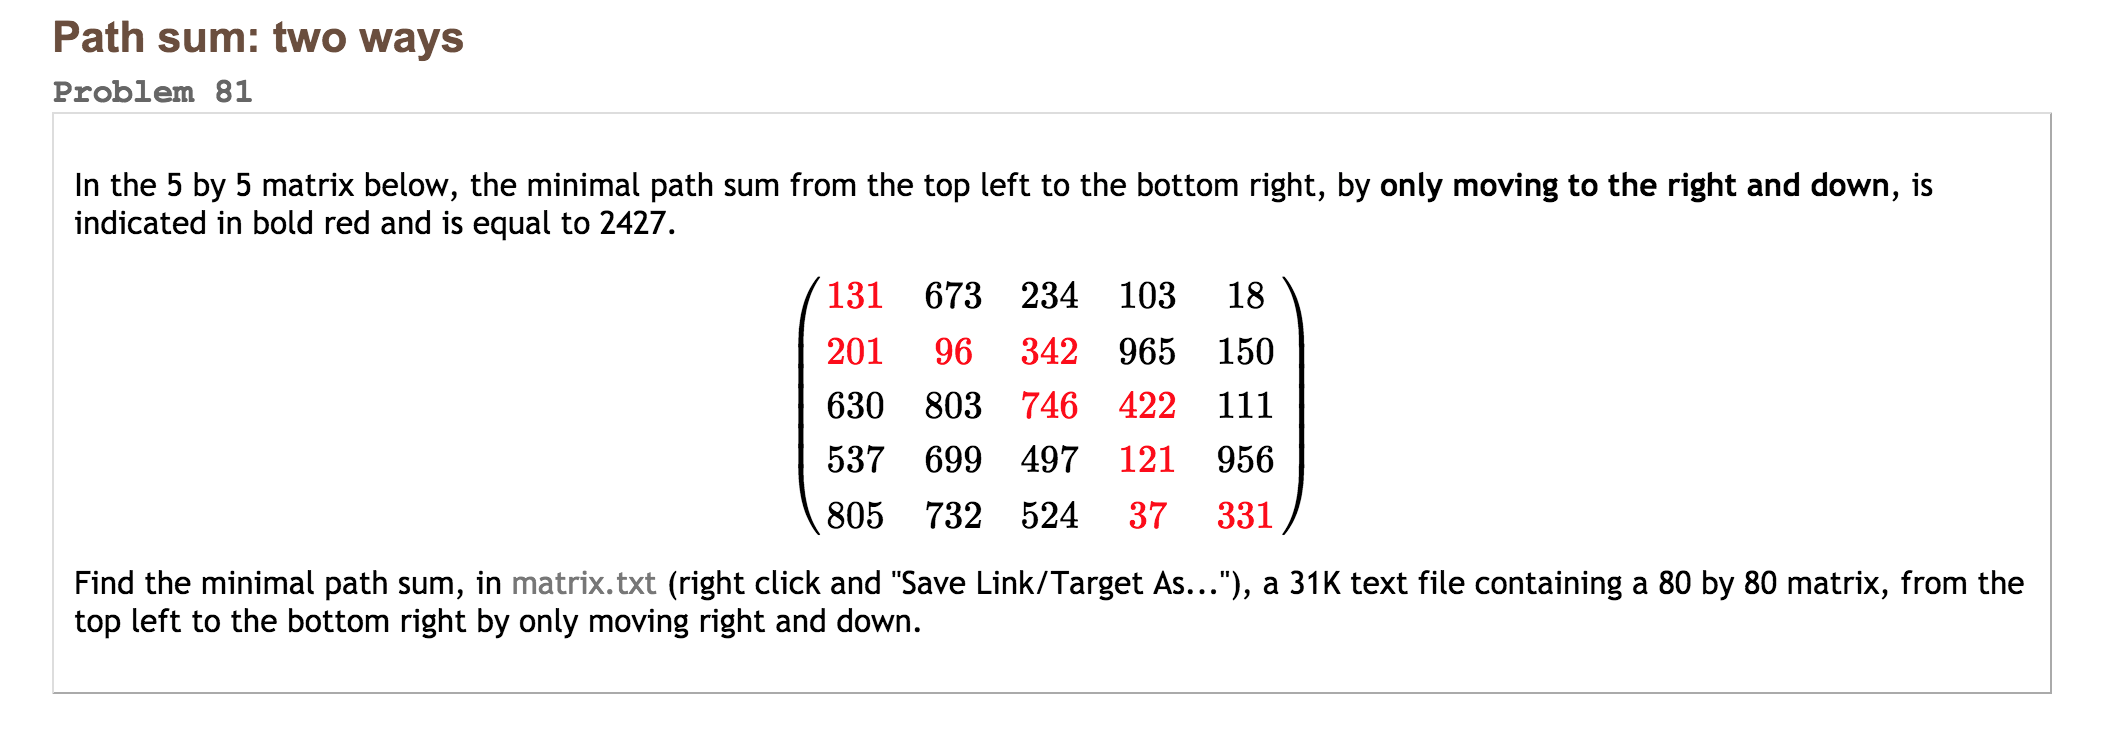 Path sum: two ways
Problem 81
In the 5 by 5 matrix below, the minimal path sum from the top left to the bottom right, by only moving to the right and down, is
indicated in bold red and is equal to 2427.
131 673 234 103 18
201 96 342 965 150
630 803 746 422 111
537 699 497 121 956
805 732 524 37 331
Find the minimal path sum, in matrix.txt (right click and "Save Link/Target As..."), a 31K text file containing a 80 by 80 matrix, from the
top left to the bottom right by only moving right and down.